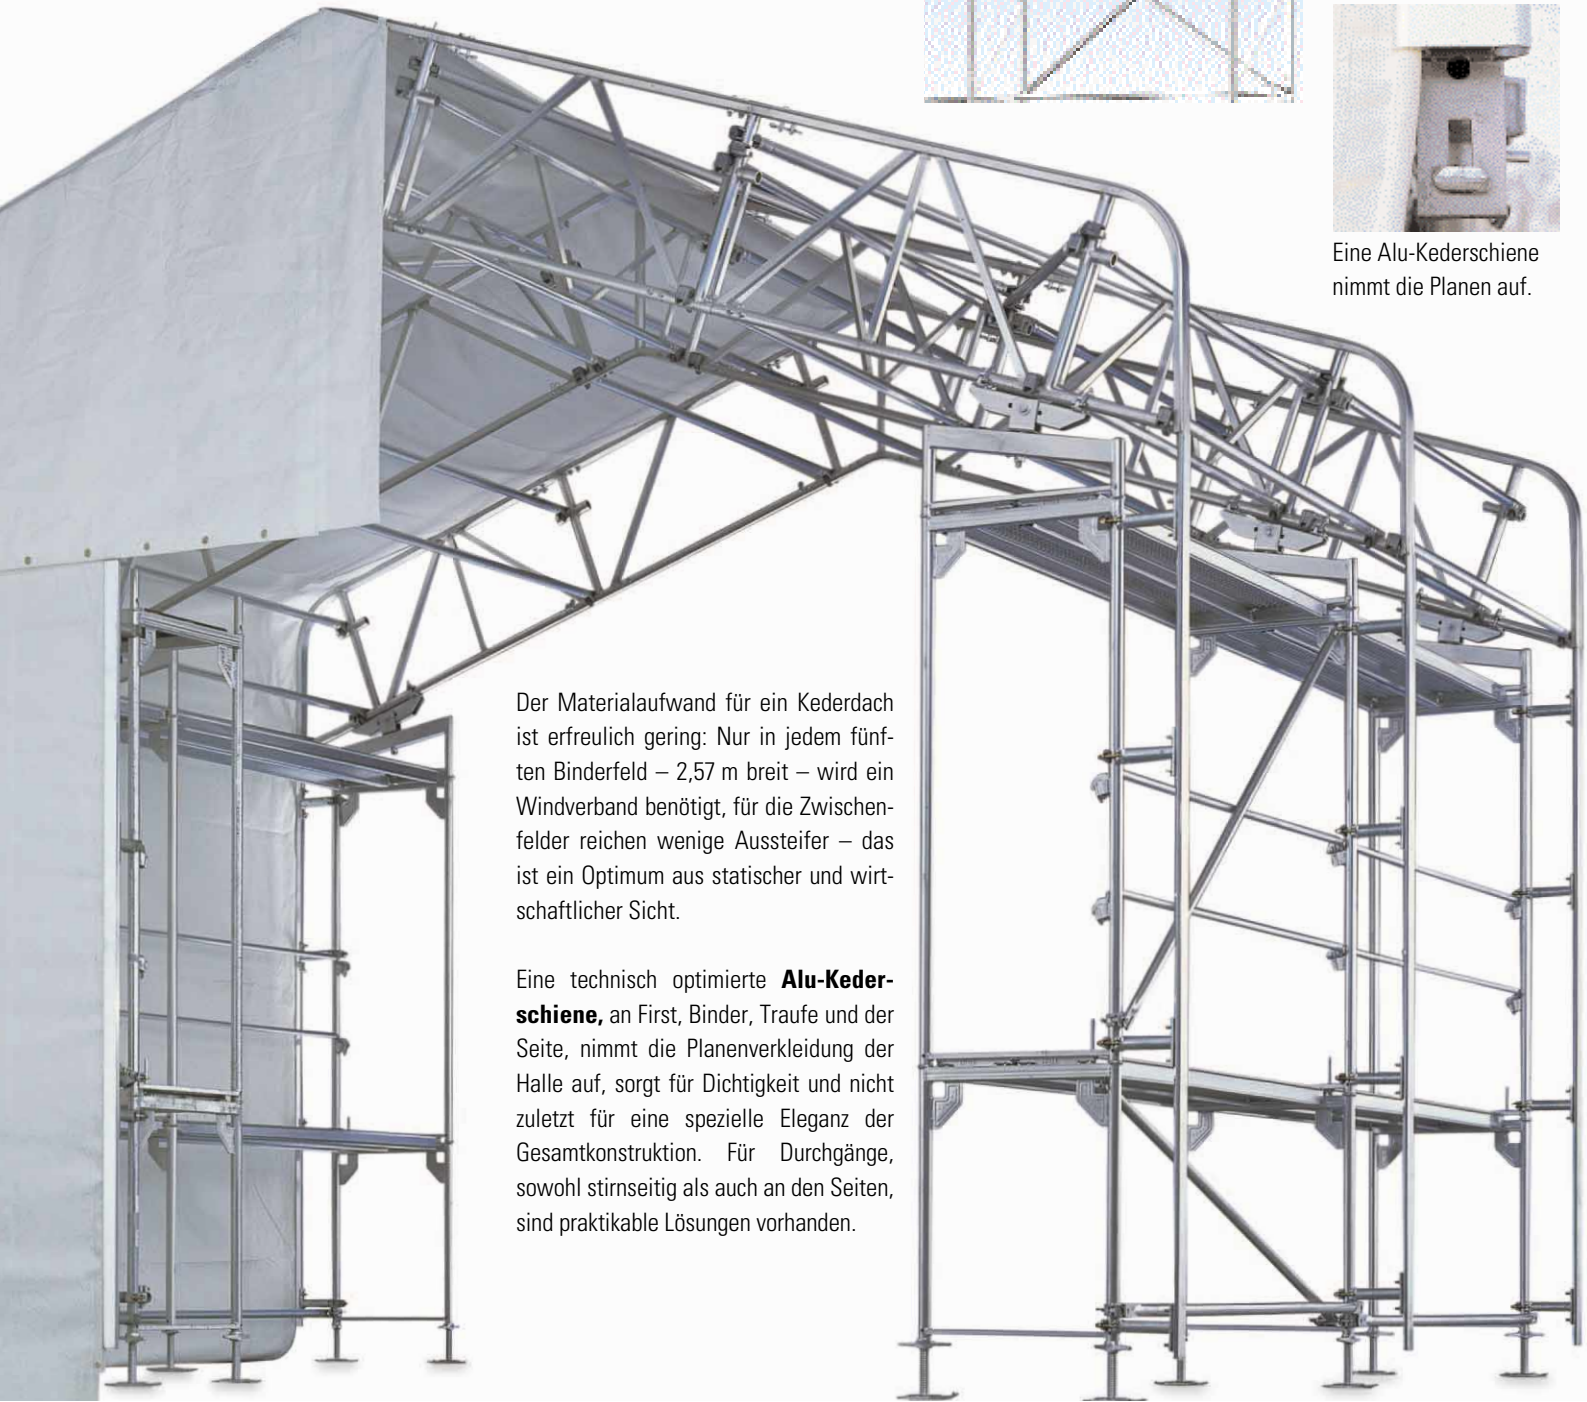 Eine Alu-Kederschiene
nimmt die Planen auf.
Der Materialaufwand für ein Kederdach
ist erfreulich gering: Nur in jedem fünf-
ten Binderfeld – 2,57 m breit – wird ein
Windverband benötigt, für die Zwischen-
felder reichen wenige Aussteifer – das
ist ein Optimum aus statischer und wirt-
schaftlicher Sicht.
Eine technisch optimierte Alu-Keder-
schiene, an First, Binder, Traufe und der
Seite, nimmt die Planenverkleidung der
Halle auf, sorgt für Dichtigkeit und nicht
zuletzt für eine spezielle Eleganz der
Gesamtkonstruktion. Für Durchgänge,
sowohl stirnseitig als auch an den Seiten,
sind praktikable Lösungen vorhanden.